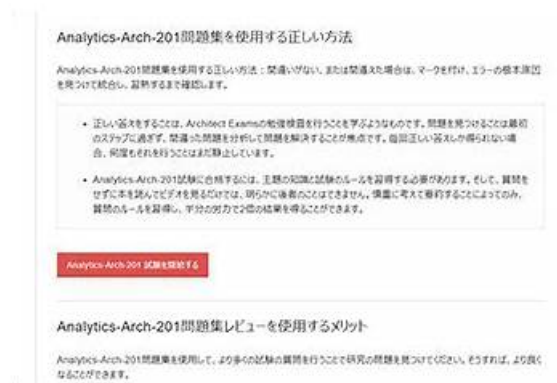 Analytics-Arch-201問題集を使用する正しい方法
Analytics-Arch-201問題集を使用する正しい方法：間違いがない、または間違えた場合は、マークを付け、エラーの根本原因
を見つけて統合し、習熟するまで確認します。
• 正しい答えをすることは、Architect Examsの勉強検査を行うことを学ぶようなものです。問題を見つけることは最初
のステップに過ぎず、間違った問題を分析して問題を解決することが焦点です。毎回正しい答えしか得られない場
合、何度もそれを行うことはまだ静止しています。
• Analytics-Arch-201試験に合格するには、主題の知識と試験のルールを習得する必要があります。そして、質問を
せずに本を読んでビデオを見るだけでは、明らかに後者のことはできません。慎重に考えて要約することによってのみ、
質問のルールを習得し、半分の労力で2倍の結果を得ることができます。
Analytics-Arch-201 試験を開始する
Analytics-Arch-201問題集レビューを使用するメリット
Analytics-Arch-201問題集を使用して、より多くの試験の質問を行うことで研究の問題を見つけてください。そうすれば、より良く
なることができます。